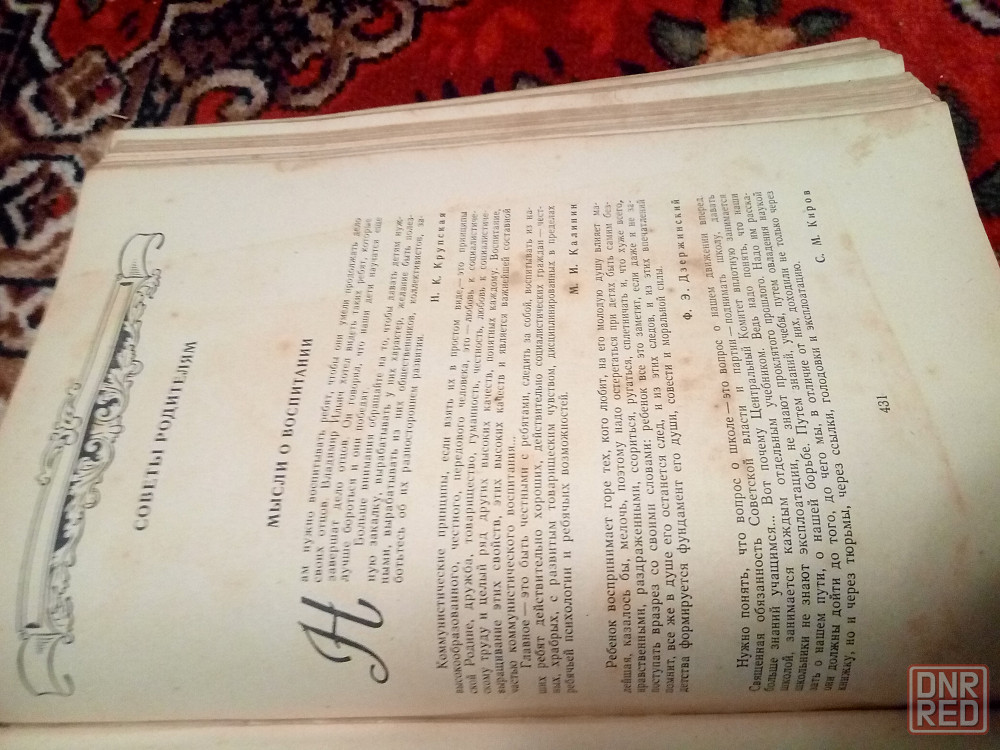 СОВЕТЫ РОДИТЕЛЯМ
МЫСЛИ О ВОСПИТАНИИ
Нам нужно воспитывать ребят, чтобы они умели продолжать дело
своих отцов. Владимир Ильич хотел видеть таких ребят, которые
завершат дело отцов. Он говорил, что наши дети научатся еще
лучше бороться и они победят.
Больше внимания обращайте на то, чтобы давать детям нуж-
ную закалку, вырабатывать у них характер, желание быть полез-
ными, вырабатывать из них общественников, коллективистов, за-
ботьтесь об их разностороннем развитии.
Н. К. Крупская
Коммунистические принципы, если взять их в простом виде,— это принципы
высокообразованного, честного, передового человека, это — любовь к социалистиче-
ской Родине, дружба, товарищество, гуманность, честность, любовь к социалистиче-
скому труду и целый ряд других высоких качеств, понятных каждому. Воспитание,
выращивание этих свойств, этих высоких качеств и является важнейшей составной
частью коммунистического воспитания...
Главное — это быть честными с ребятами, следить за собой, воспитывать из на-
ших ребят действительно хороших, действительно социалистических граждан — чест-
ных, храбрых, с развитым товарищеским чувством, дисциплинированных в пределах
ребячьей психологии и ребячьих возможностей.
М. И. Калинин
Ребенок воспринимает горе тех, кого любит, на его молодую душу влияет ма-
лейшая, казалось бы, мелочь, поэтому надо остерегаться при детях быть самим без-
нравственными, раздраженными, ссориться, ругаться, сплетничать и, что хуже всего,
поступать вразрез со своими словами: ребенок все это заметит, если даже и не за-
помнит, все же в душе его останется след, и из этих следов, и из этих впечатлений
детства формируется фундамент его души, совести и моральной силы.
Ф. Э. Дзержинский
Нужно понять, что вопрос о школе — это вопрос о нашем движении вперед.
Священная обязанность Советской власти и партии — поднимать школу, давать
больше знаний учащимся... Вот почему Центральный Комитет вплотную занимается
школой, занимается каждым отдельным учебником. Ведь надо понять, что наши
школьники не знают эксплоатации, не знают проклятого прошлого. Надо им расска-
зать о нашем пути, о нашей борьбе. Путем знаний, учебы, путем овладения наукой
они должны дойти до того, до чего мы, в отличие от них, доходили не только через
книжку, но и через тюрьмы, через ссылки, голодовки и эксплоатацию.
С. М. Киров
431
DNR
RED